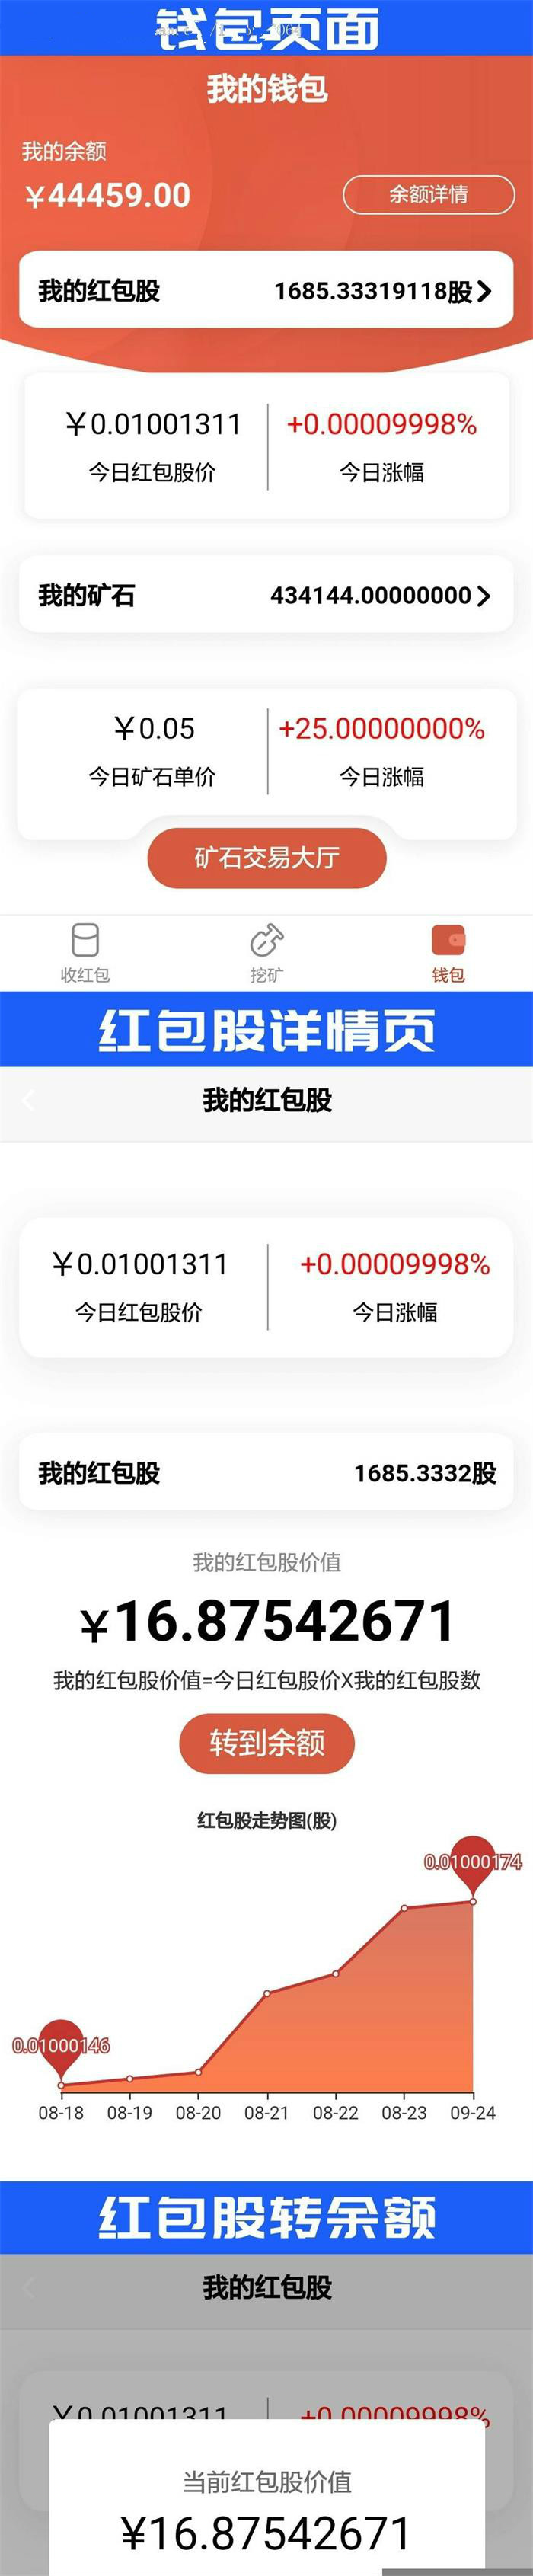 钱包页面
我的钱包
我的余额
￥44459.00
余额详情
我的红包股
1685.33319118股
￥0.01001311
+0.00009998%
今日红包股价
今日涨幅
我的矿石
434144.00000000
￥0.05
+25.00000000%
今日矿石单价
今日涨幅
矿石交易大厅
收红包
挖矿
钱包
红包股详情页
我的红包股
￥0.01001311
+0.00009998%
今日红包股价
今日涨幅
我的红包股
1685.3332股
我的红包股价值
￥16.87542671
我的红包股价值=今日红包股价X我的红包股数
转到余额
红包股走势图(股)
0.01000174
0.01000146
08-18 08-19 08-20 08-21 08-22 08-23 09-24
红包股转余额
我的红包股
￥0.01001311
+0.00009998%
当前红包股价值
¥16.87542671